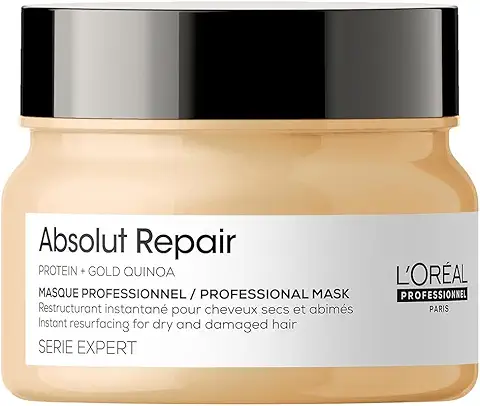 Absolut Repair
PROTEIN + GOLD QUINOA
MASQUE PROFESSIONNEL / PROFESSIONAL MASK
Restructurant instantané pour cheveux secs et abimés
Instant resurfacing for dry and damaged hair
SERIE EXPERT
L'ORÉAL
PROFESSIONNEL
PARIS